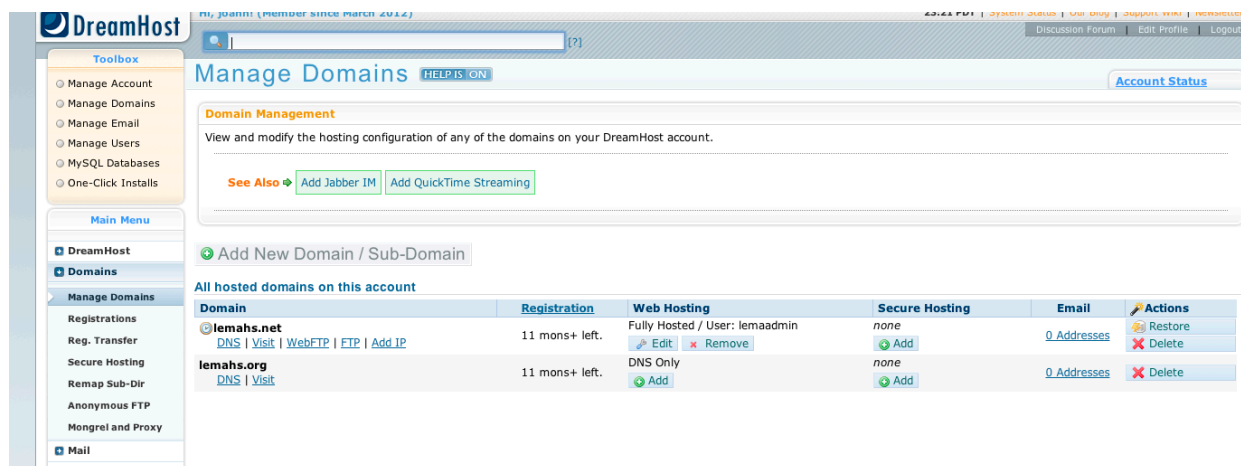 Hi, Joann! (Member since March 2012)
23:21 PDT | System Status | Our Blog | Support Wiki | Newsletter
DreamHost
[?]
Discussion Forum | Edit Profile | Logout
Toolbox
Manage Account
Manage Domains
Manage Email
Manage Users
MySQL Databases
One-Click Installs
Manage Domains HELP IS ON
Account Status
Domain Management
View and modify the hosting configuration of any of the domains on your DreamHost account.
See Also Add Jabber IM Add QuickTime Streaming
Main Menu
DreamHost
Domains
Manage Domains
Registrations
Reg. Transfer
Secure Hosting
Remap Sub-Dir
Anonymous FTP
Mongrel and Proxy
Mail
Add New Domain / Sub-Domain
All hosted domains on this account
Domain Registration Web Hosting Secure Hosting Email Actions
lemahs.net 11 mons+ left. Fully Hosted / User: lemaadmin none 0 Addresses Restore
DNS | Visit | WebFTP | FTP | Add IP Edit Remove Add Delete
lemahs.org 11 mons+ left. DNS Only none 0 Addresses Delete
DNS | Visit Add Add